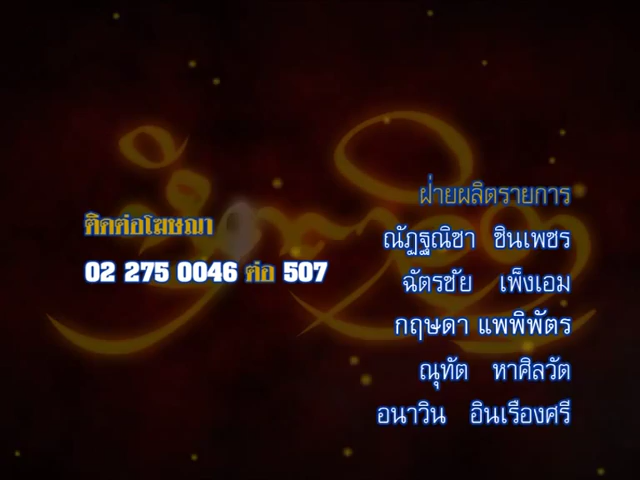 ติดต่อโฆษณา
02 275 0046 ต่อ 507
ฝ่ายผลิตรายการ
ณัฏฐณิชา ชินเพชร
ฉัตรชัย เพ็งเอม
กฤษดา แพพิพัตร
ณุทัต หาศิลวัต
อนาวิน อินเรืองศรี